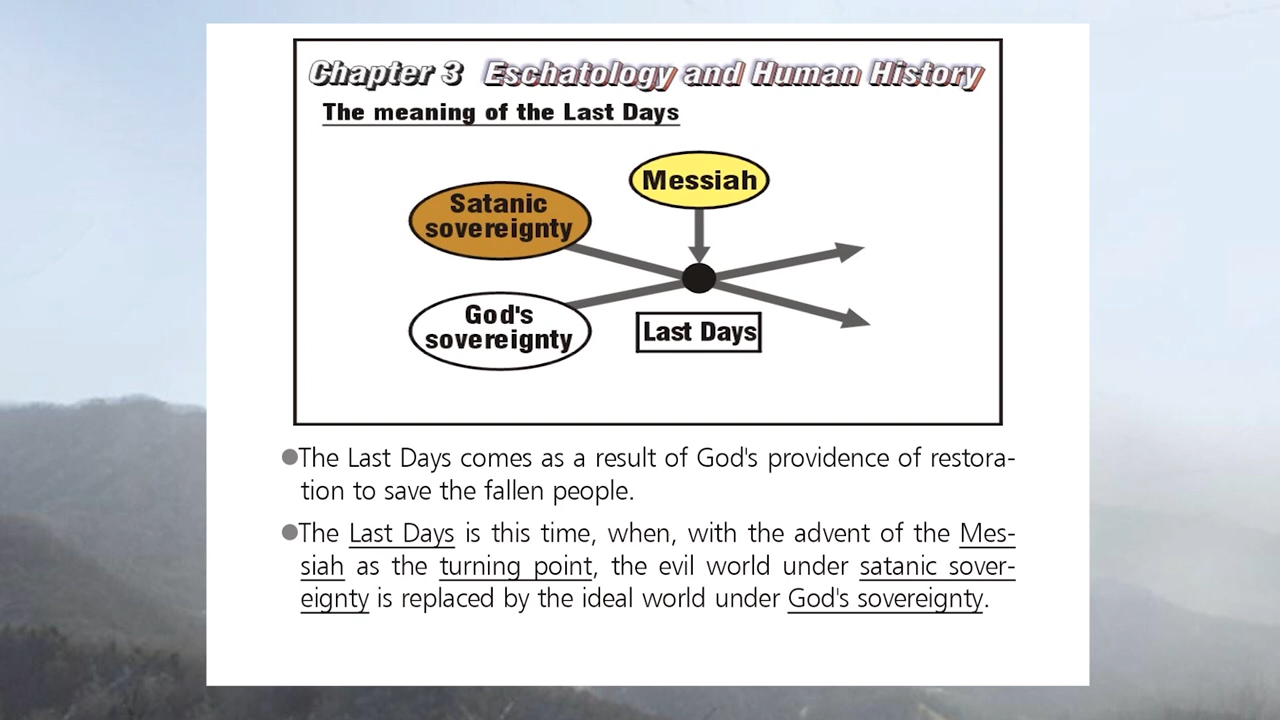 Chapter 3 Eschatology and Human History
The meaning of the Last Days
Messiah
Satanic
sovereignty
God's
sovereignty
Last Days
●The Last Days comes as a result of God's providence of restora-
tion to save the fallen people.
●The Last Days is this time, when, with the advent of the Mes-
siah as the turning point, the evil world under satanic sover-
eignty is replaced by the ideal world under God's sovereignty.